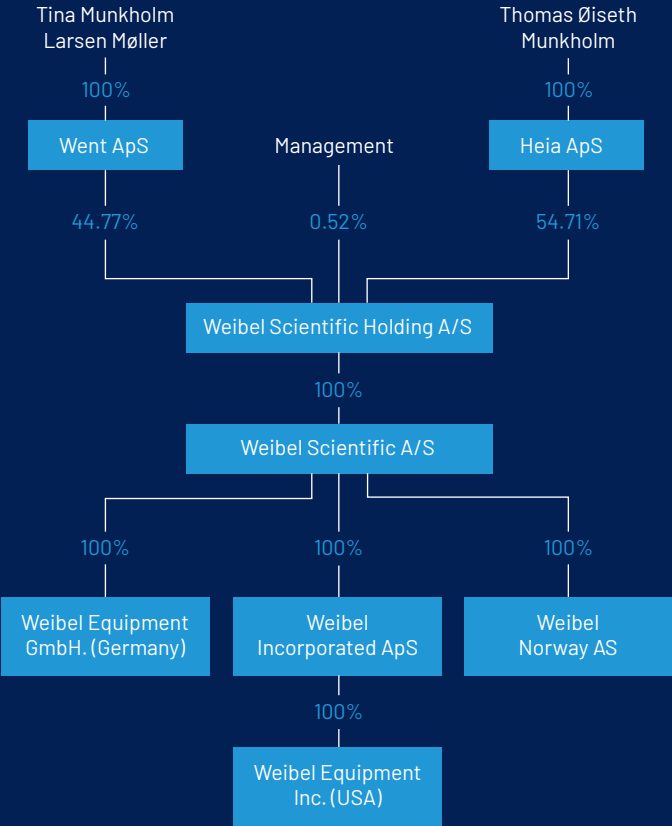 Tina Munkholm
Larsen Møller
Thomas Øiseth
Munkholm
100%
100%
Went ApS
Management
Heia ApS
44.77%
0.52%
54.71%
Weibel Scientific Holding A/S
100%
Weibel Scientific A/S
100%
100%
100%
Weibel Equipment
GmbH. (Germany)
Weibel
Incorporated ApS
Weibel
Norway AS
100%
Weibel Equipment
Inc. (USA)